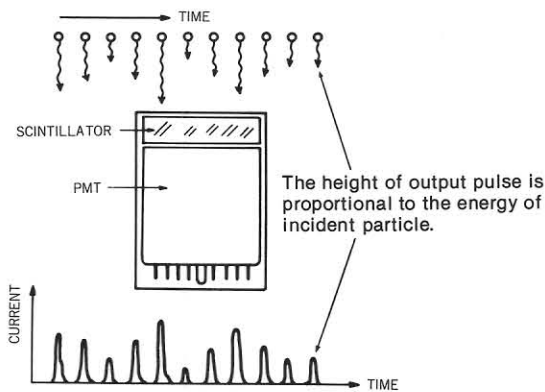 TIME
SCINTILLATOR
PMT
The height of output pulse is
proportional to the energy of
incident particle.
CURRENT
TIME